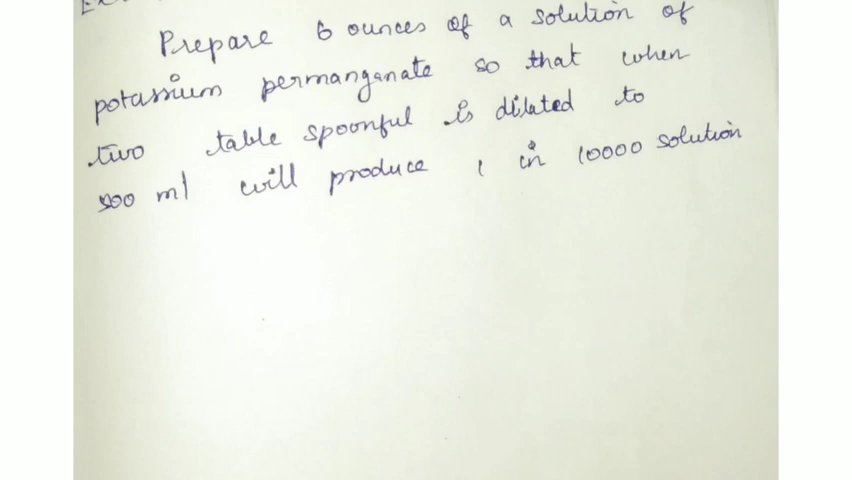 Prepare 6 ounces of a solution of
potassium permanganate so that when
two table spoonful is dilated to
500 ml will produce 1 in 10000 solution